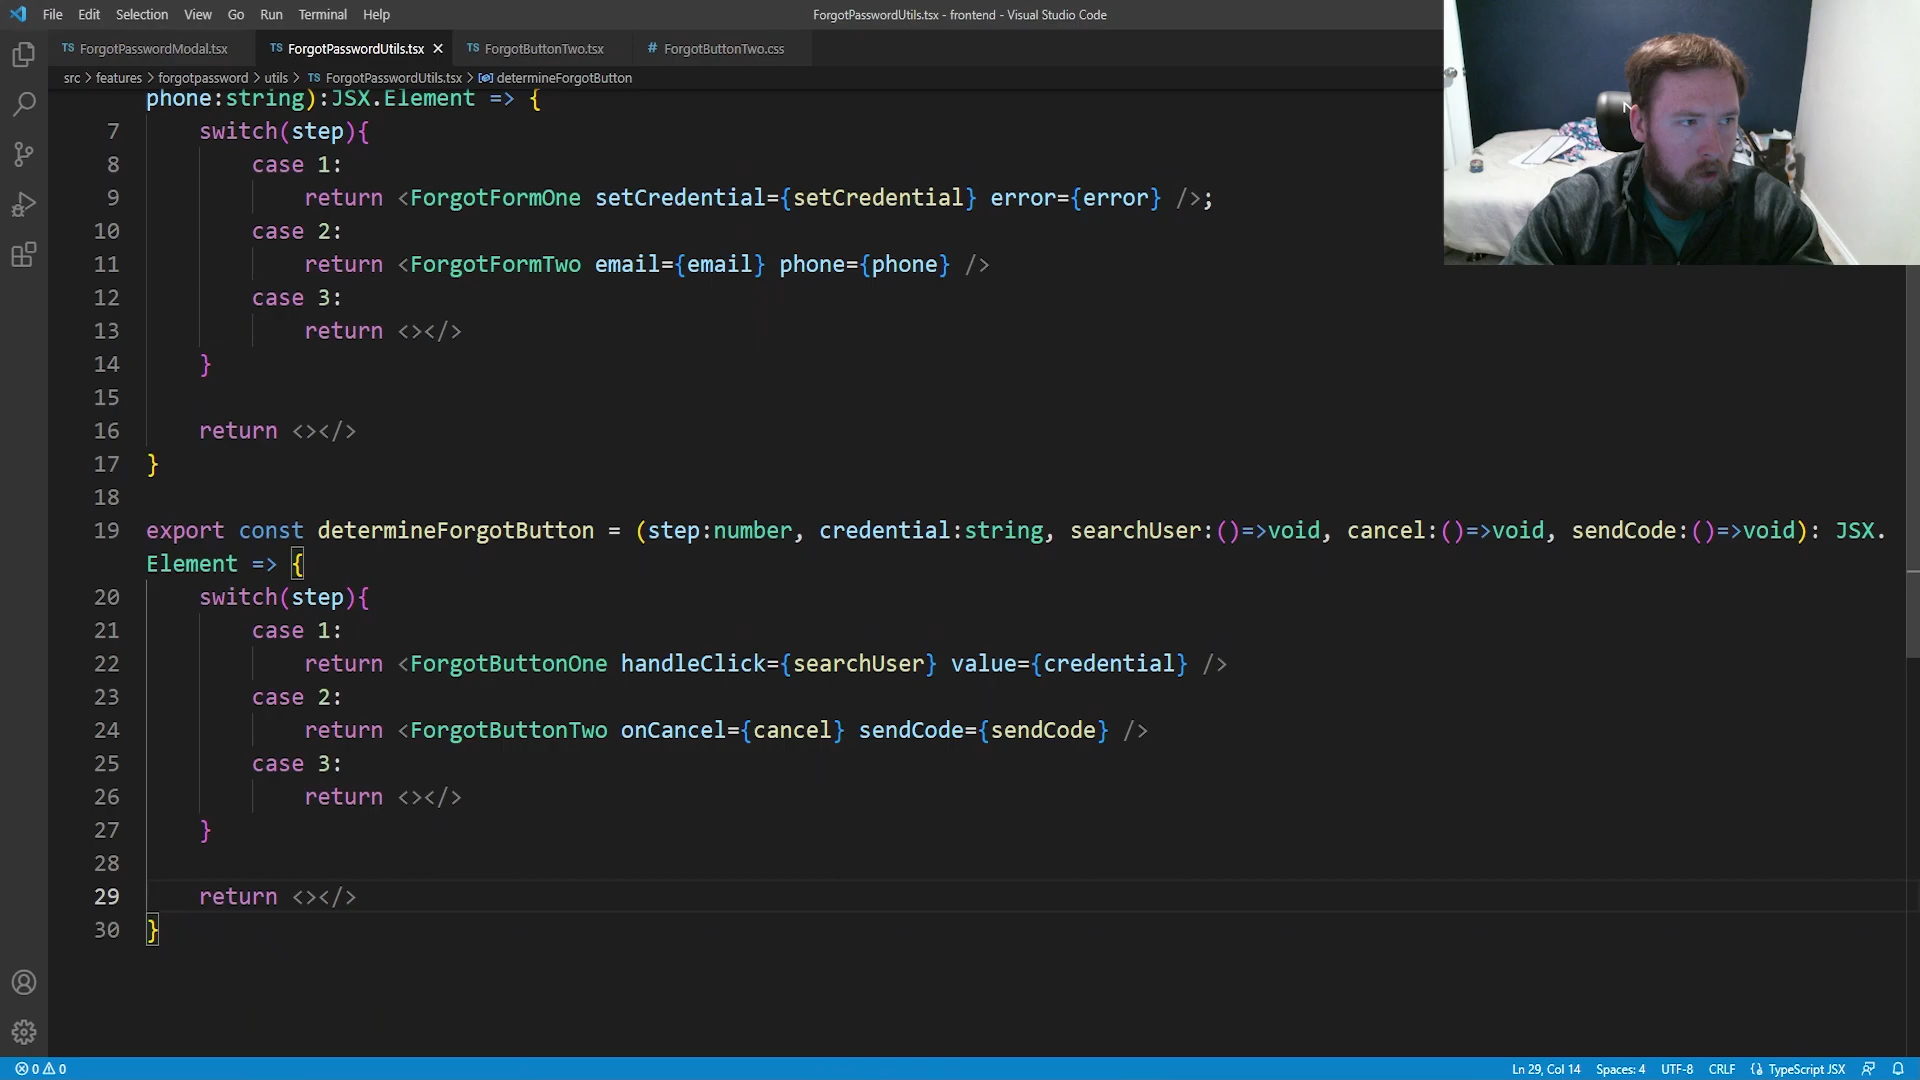 File Edit Selection View Go Run Terminal Help
ForgotPasswordUtils.tsx - frontend - Visual Studio Code
TS ForgotPasswordModal.tsx TS ForgotPasswordUtils.tsx × TS ForgotButtonTwo.tsx # ForgotButtonTwo.css
src > features > forgotpassword > utils > TS ForgotPasswordUtils.tsx > determineForgotButton
phone:string):JSX.Element => {
7 switch(step){
8 case 1:
9 return <ForgotFormOne setCredential={setCredential} error={error} />;
10 case 2:
11 return <ForgotFormTwo email={email} phone={phone} />
12 case 3:
13 return <></>
14 }
15
16 return <></>
17 }
18
19 export const determineForgotButton = (step:number, credential:string, searchUser:()=>void, cancel:()=>void, sendCode:()=>void): JSX.
Element => {
20 switch(step){
21 case 1:
22 return <ForgotButtonOne handleClick={searchUser} value={credential} />
23 case 2:
24 return <ForgotButtonTwo onCancel={cancel} sendCode={sendCode} />
25 case 3:
26 return <></>
27 }
28
29 return <></>
30 }
0 0 Ln 29, Col 14 Spaces: 4 UTF-8 CRLF {} TypeScript JSX